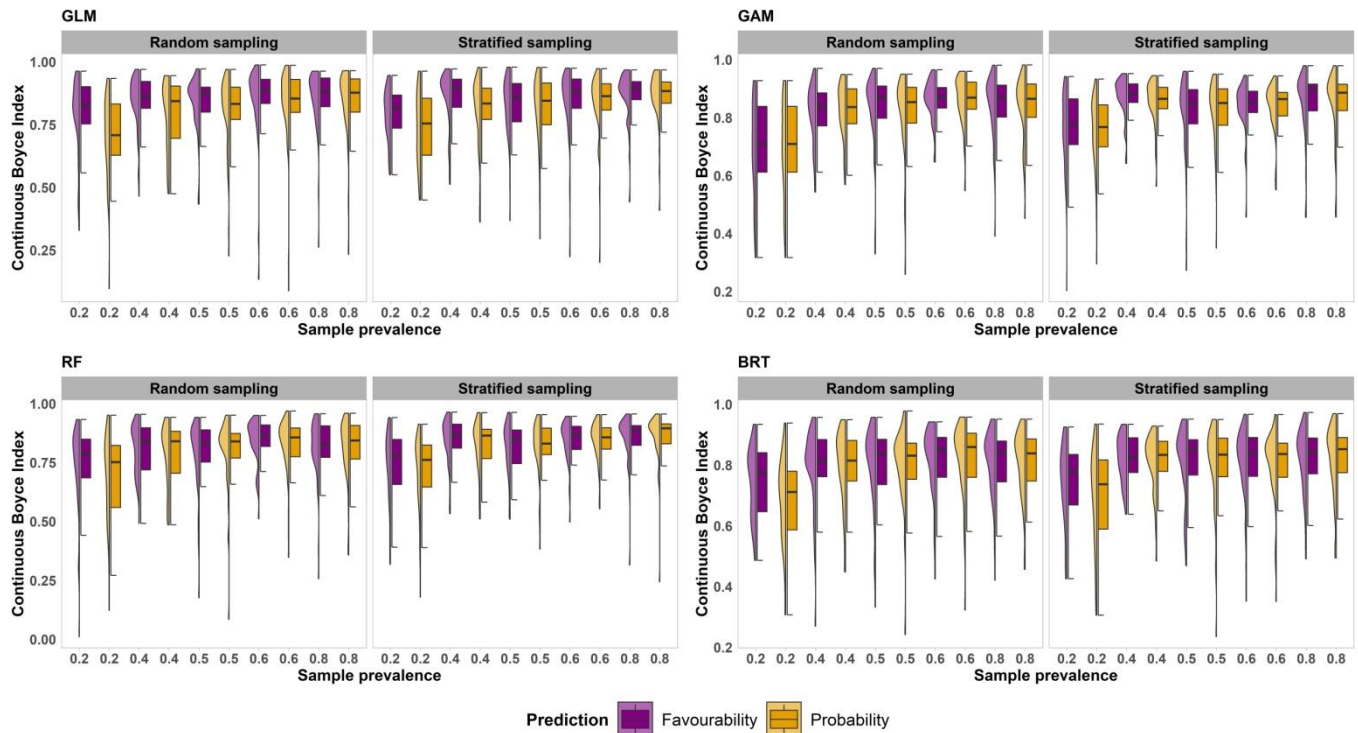 GLM
Random sampling Stratified sampling
Continuous Boyce Index
1.00
0.75
0.50
0.25
0.2 0.2 0.4 0.4 0.5 0.5 0.6 0.6 0.8 0.8 0.2 0.2 0.4 0.4 0.5 0.5 0.6 0.6 0.8 0.8
Sample prevalence
GAM
Random sampling Stratified sampling
Continuous Boyce Index
1.0
0.8
0.6
0.4
0.2
0.2 0.2 0.4 0.4 0.5 0.5 0.6 0.6 0.8 0.8 0.2 0.2 0.4 0.4 0.5 0.5 0.6 0.6 0.8 0.8
Sample prevalence
RF
Random sampling Stratified sampling
Continuous Boyce Index
1.00
0.75
0.50
0.25
0.00
0.2 0.2 0.4 0.4 0.5 0.5 0.6 0.6 0.8 0.8 0.2 0.2 0.4 0.4 0.5 0.5 0.6 0.6 0.8 0.8
Sample prevalence
BRT
Random sampling Stratified sampling
Continuous Boyce Index
1.0
0.8
0.6
0.4
0.2
0.2 0.2 0.4 0.4 0.5 0.5 0.6 0.6 0.8 0.8 0.2 0.2 0.4 0.4 0.5 0.5 0.6 0.6 0.8 0.8
Sample prevalence
Prediction Favourability Probability